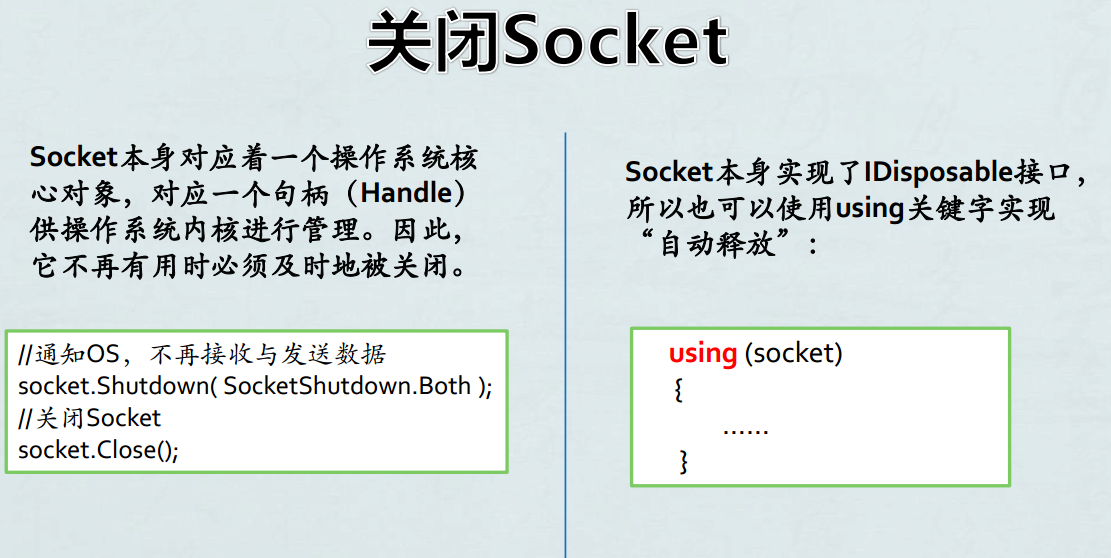 关闭Socket
Socket本身对应着一个操作系统核
心对象，对应一个句柄（Handle）
供操作系统内核进行管理。因此，
它不再有用时必须及时地被关闭。
//通知OS，不再接收与发送数据
socket.Shutdown( SocketShutdown.Both );
//关闭Socket
socket.Close();
Socket本身实现了IDisposable接口，
所以也可以使用using关键字实现
“自动释放”：
using (socket)
{
……
}